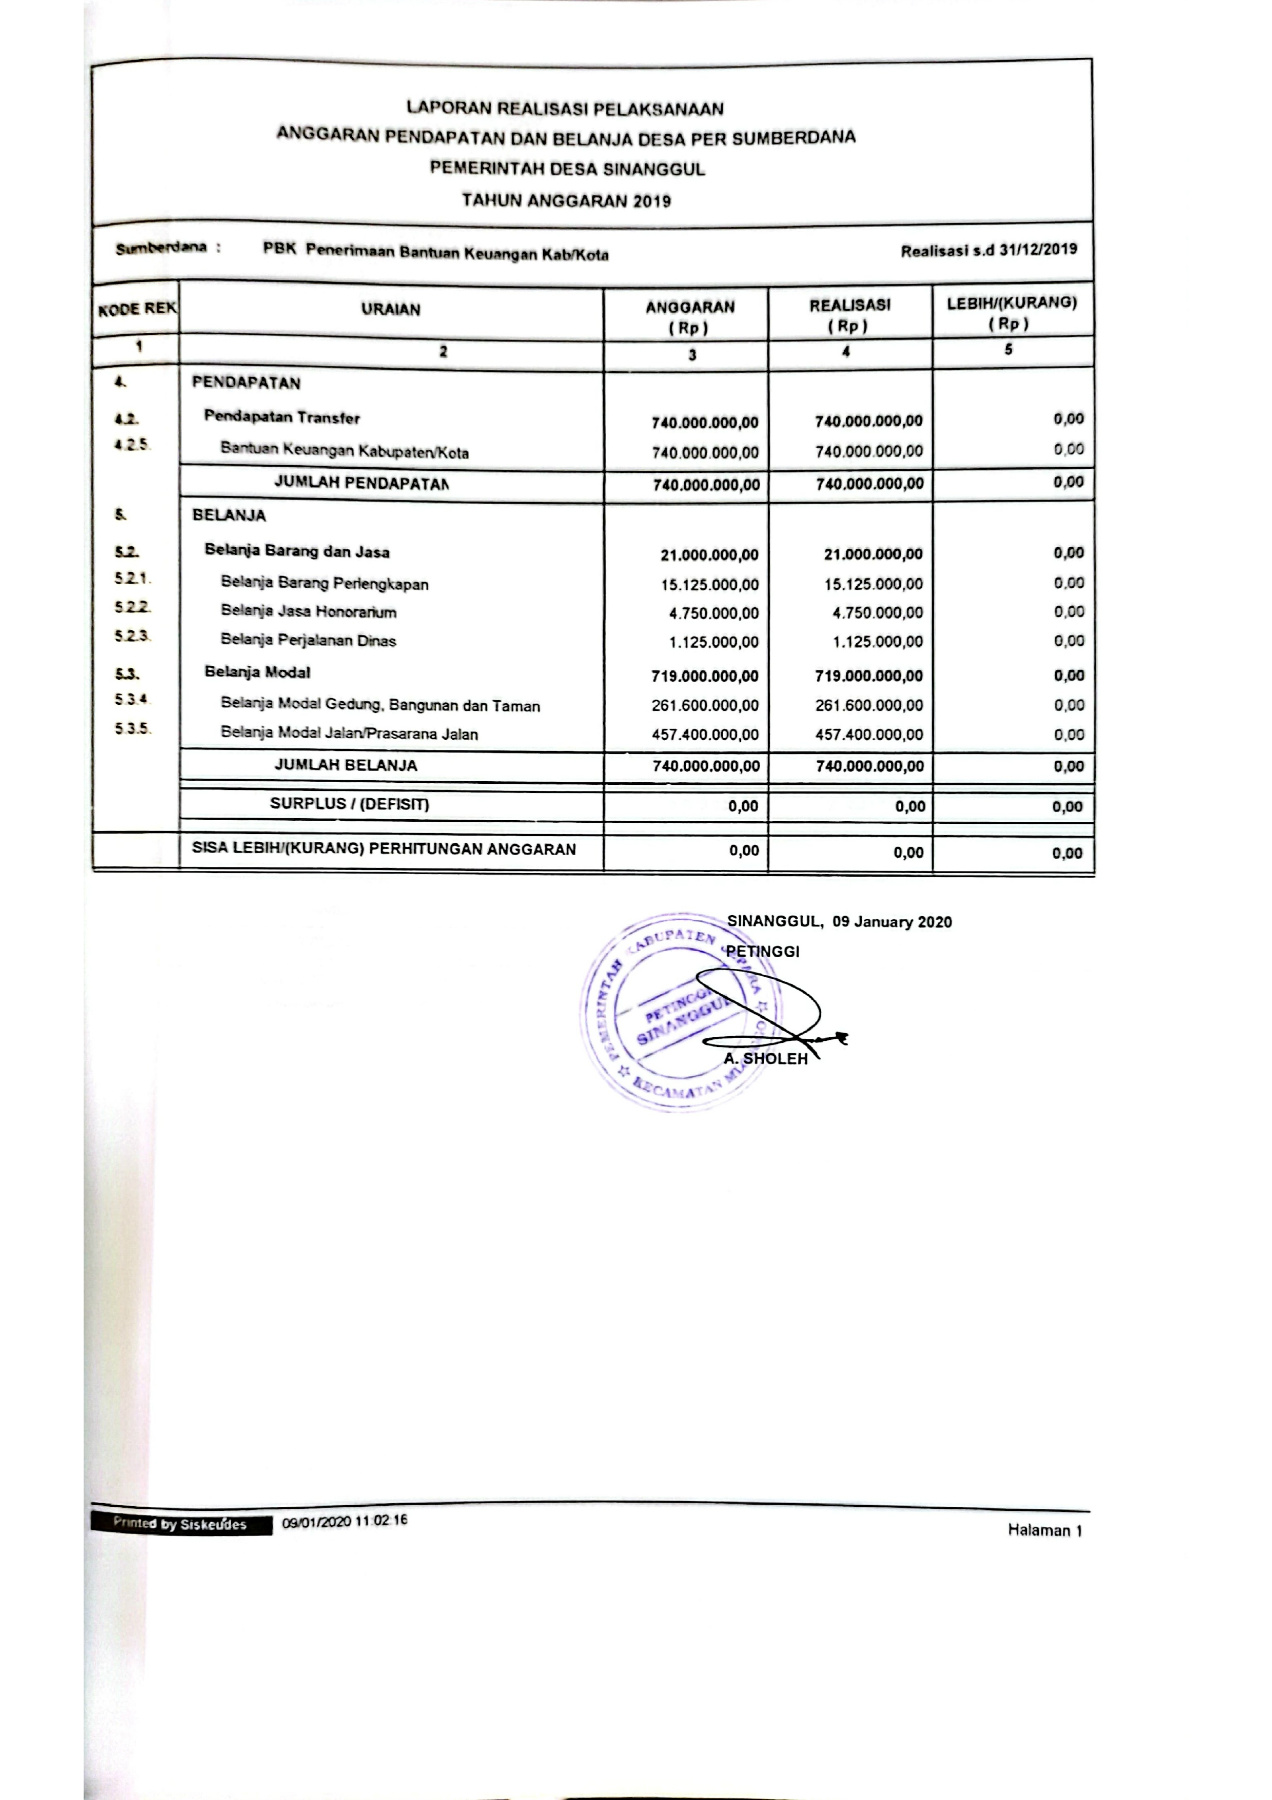 LAPORAN REALISASI PELAKSANAAN
ANGGARAN PENDAPATAN DAN BELANJA DESA PER SUMBERDANA
PEMERINTAH DESA SINANGGUL
TAHUN ANGGARAN 2019
Sumberdana : PBK Penerimaan Bantuan Keuangan Kab/Kota Realisasi s.d 31/12/2019
KODE REK URAIAN ANGGARAN ( Rp ) REALISASI ( Rp ) LEBIH/(KURANG) ( Rp )
1 2 3 4 5
4. PENDAPATAN
4.2. Pendapatan Transfer 740.000.000,00 740.000.000,00 0,00
4.2.5. Bantuan Keuangan Kabupaten/Kota 740.000.000,00 740.000.000,00 0,00
JUMLAH PENDAPATAN 740.000.000,00 740.000.000,00 0,00
5. BELANJA
5.2. Belanja Barang dan Jasa 21.000.000,00 21.000.000,00 0,00
5.2.1. Belanja Barang Perlengkapan 15.125.000,00 15.125.000,00 0,00
5.2.2. Belanja Jasa Honorarium 4.750.000,00 4.750.000,00 0,00
5.2.3. Belanja Perjalanan Dinas 1.125.000,00 1.125.000,00 0,00
5.3. Belanja Modal 719.000.000,00 719.000.000,00 0,00
5.3.4. Belanja Modal Gedung, Bangunan dan Taman 261.600.000,00 261.600.000,00 0,00
5.3.5. Belanja Modal Jalan/Prasarana Jalan 457.400.000,00 457.400.000,00 0,00
JUMLAH BELANJA 740.000.000,00 740.000.000,00 0,00
SURPLUS / (DEFISIT) 0,00 0,00 0,00
SISA LEBIH/(KURANG) PERHITUNGAN ANGGARAN 0,00 0,00 0,00
SINANGGUL, 09 January 2020
PETINGGI
PEMERINTAH KABUPATEN
KECAMATAN
PETINGGI
SINANGGUL
A. SHOLEH
Printed by Siskeudes 09/01/2020 11:02:16 Halaman 1